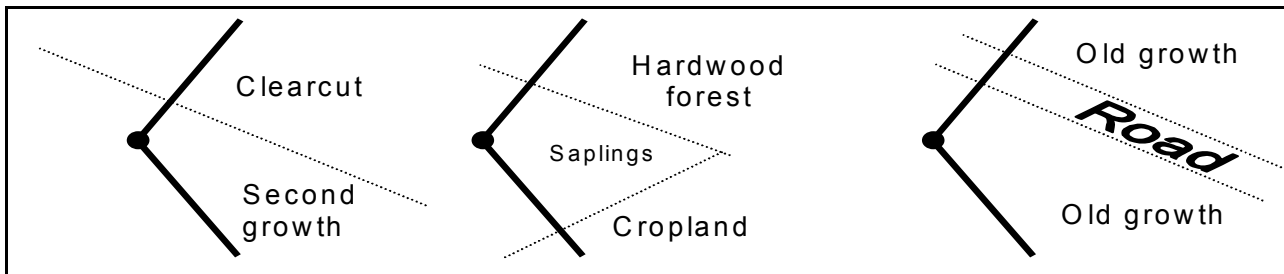 Clearcut
Second
growth
Hardwood
forest
Saplings
Cropland
Old growth
Road
Old growth